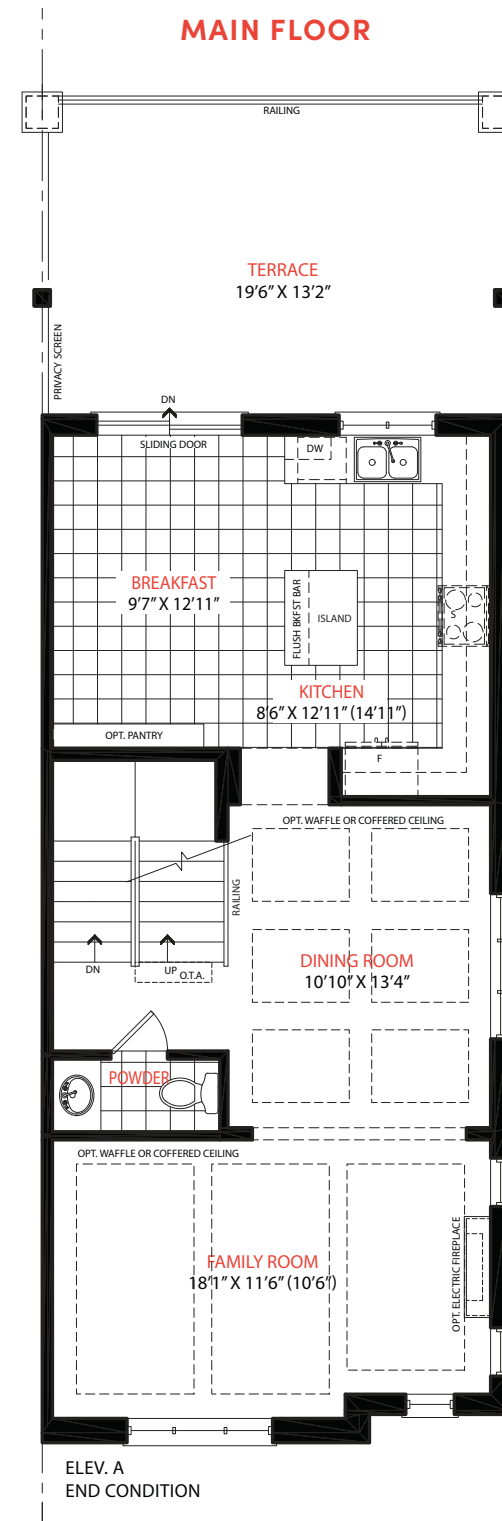 MAIN FLOOR
RAILING
TERRACE
19'6" X 13'2"
PRIVACY SCREEN
DN
SLIDING DOOR
DW
BREAKFAST
9'7" X 12'11"
FLUSH BKFST BAR
ISLAND
S
KITCHEN
8'6" X 12'11" (14'11")
OPT. PANTRY
F
OPT. WAFFLE OR COFFERED CEILING
RAILING
DINING ROOM
10'10" X 13'4"
DN
UP
O.T.A.
POWDER
OPT. WAFFLE OR COFFERED CEILING
OPT. ELECTRIC FIREPLACE
FAMILY ROOM
18'1" X 11'6" (10'6")
ELEV. A
END CONDITION